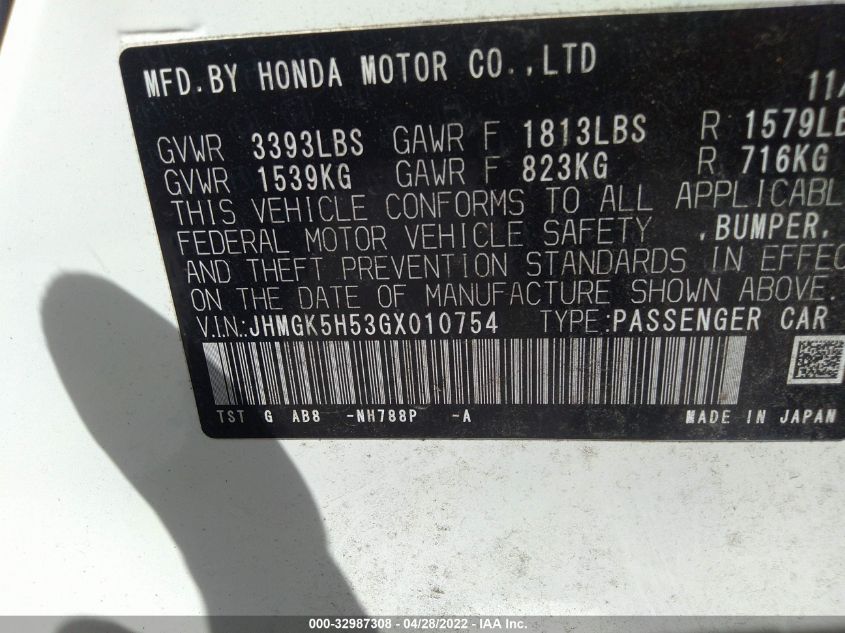 MFD.BY HONDA MOTOR CO.,LTD 11/
GVWR 3393LBS GAWR F 1813LBS R 1579LB
GVWR 1539KG GAWR F 823KG R 716KG
THIS VEHICLE CONFORMS TO ALL APPLICABL
FEDERAL MOTOR VEHICLE SAFETY ,BUMPER,
AND THEFT PREVENTION STANDARDS IN EFFEC
ON THE DATE OF MANUFACTURE SHOWN ABOVE.
V.IN.:JHMGK5H53GX010754 TYPE:PASSENGER CAR
TST G AB8 -NH788P -A MADE IN JAPAN
000-32987308 - 04/28/2022 - IAA Inc.